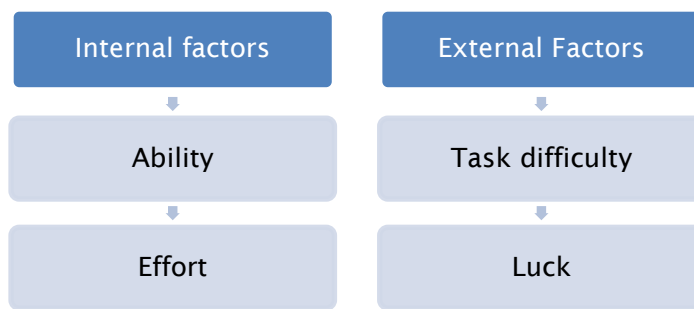 Internal factors
Ability
Effort
External Factors
Task difficulty
Luck